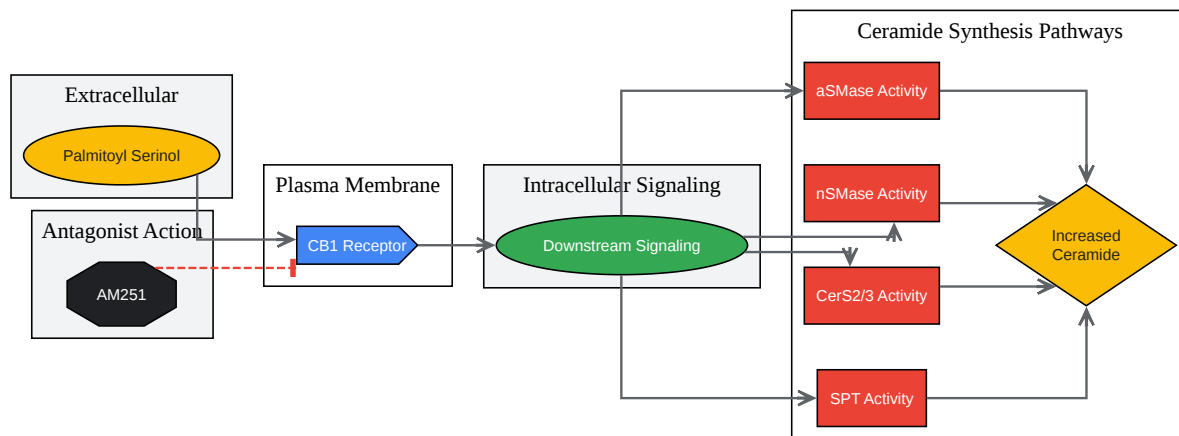 Extracellular
Palmitoyl Serinol
Antagonist Action
AM251
Plasma Membrane
CB1 Receptor
Intracellular Signaling
Downstream Signaling
Ceramide Synthesis Pathways
aSMase Activity
nSMase Activity
CerS2/3 Activity
SPT Activity
Increased
Ceramide